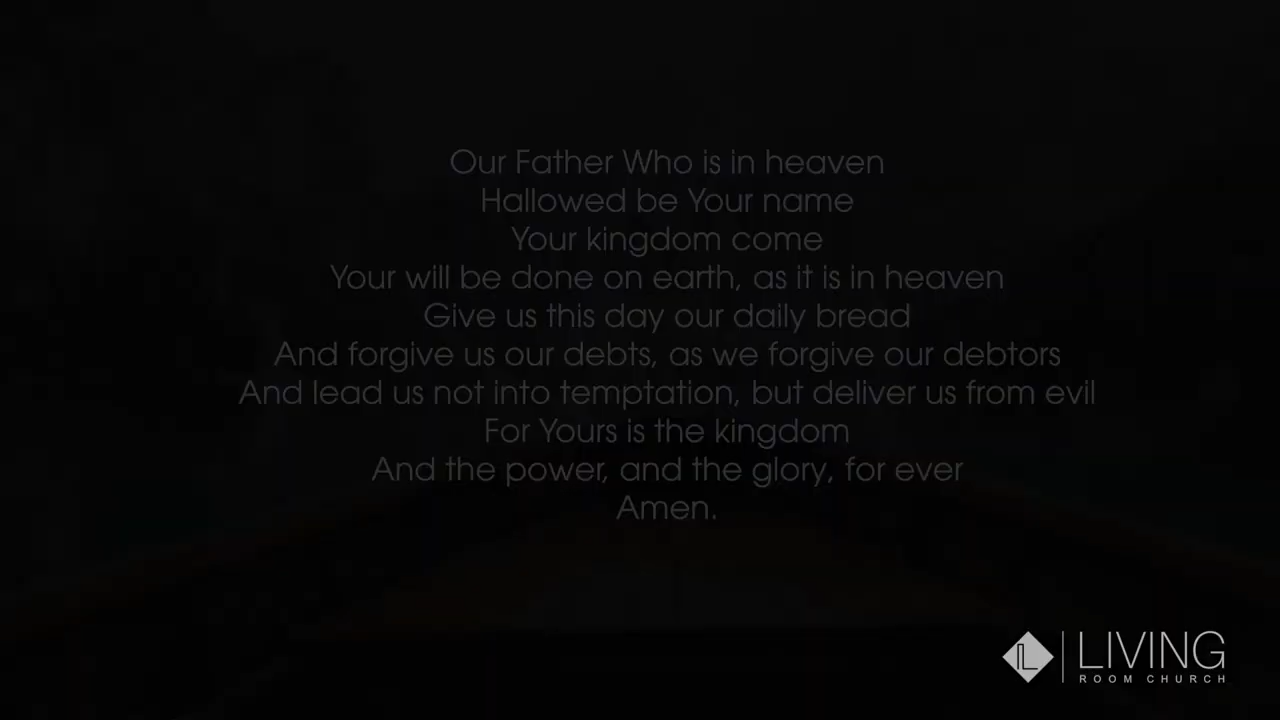 Our Father Who is in heaven
Hallowed be Your name
Your kingdom come
Your will be done on earth, as it is in heaven
Give us this day our daily bread
And forgive us our debts, as we forgive our debtors
And lead us not into temptation, but deliver us from evil
For Yours is the kingdom
And the power, and the glory, for ever
Amen.
LIVING
ROOM CHURCH